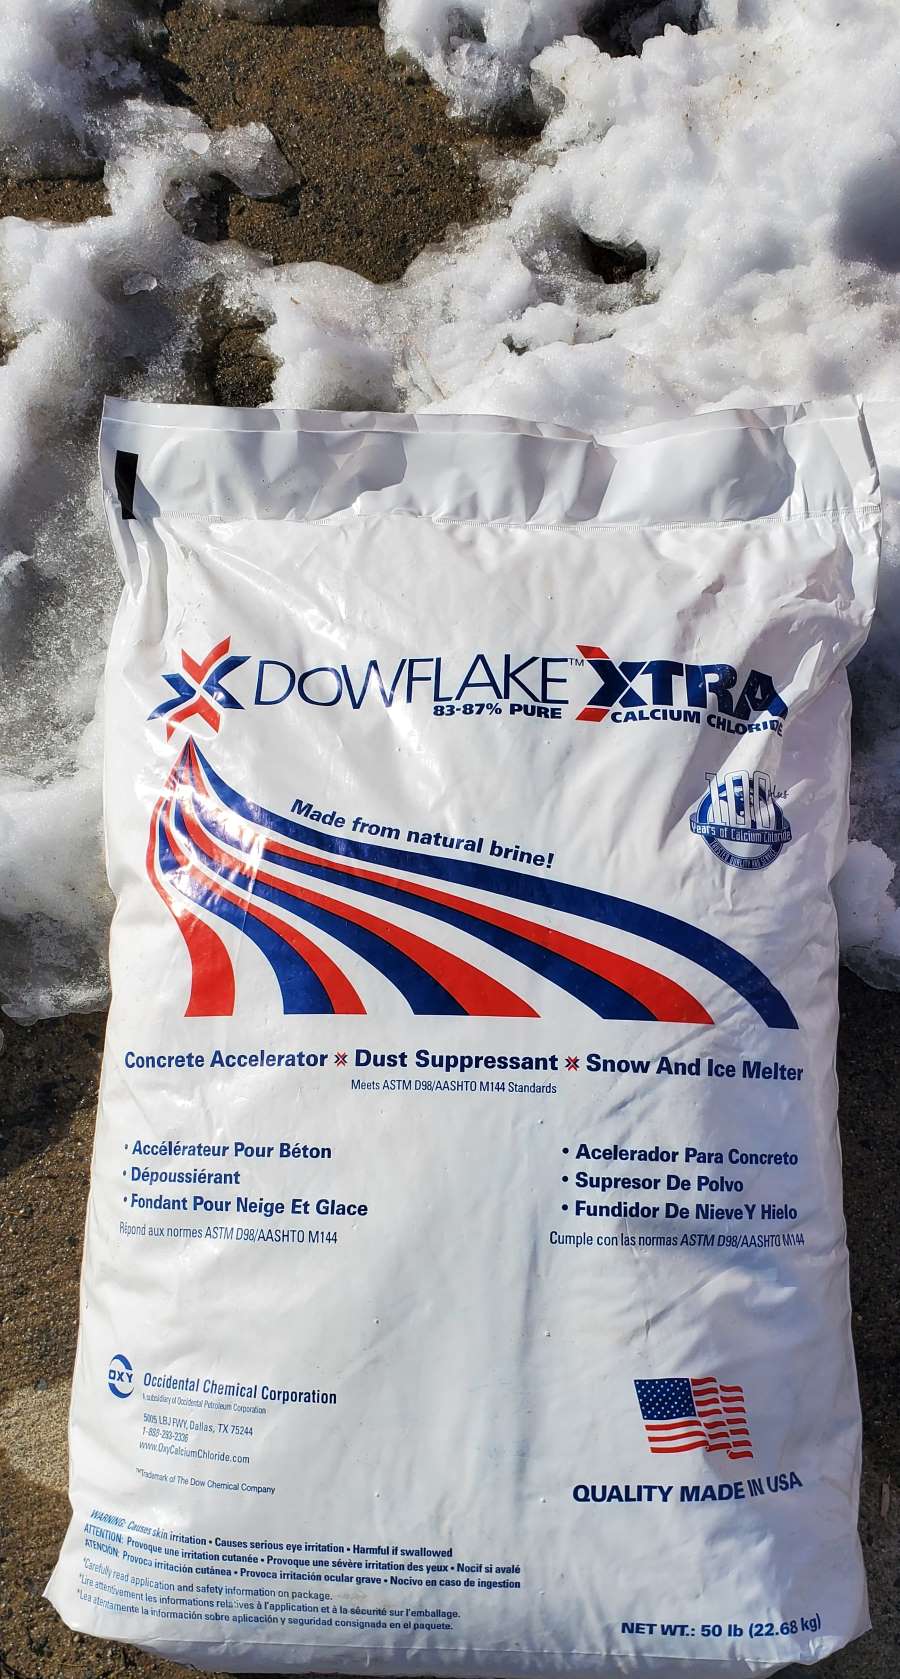 DOWFLAKE™ XTRA
83-87% PURE CALCIUM CHLORIDE
Made from natural brine!
100 plus
Years of Calcium Chloride
Concrete Accelerator Dust Suppressant Snow And Ice Melter
Meets ASTM D98/AASHTO M144 Standards
• Accélérateur Pour Béton
• Dépoussiérant
• Fondant Pour Neige Et Glace
Répond aux normes ASTM D98/AASHTO M144
• Acelerador Para Concreto
• Supresor De Polvo
• Fundidor De Nieve Y Hielo
Cumple con las normas ASTM D98/AASHTO M144
OXY
Occidental Chemical Corporation
A subsidiary of Occidental Petroleum Corporation
5005 LBJ FWY, Dallas, TX 75244
1-888-293-2336
www.OxyCalciumChloride.com
™Trademark of The Dow Chemical Company
QUALITY MADE IN USA
WARNING: Causes skin irritation • Causes serious eye irritation • Harmful if swallowed
ATTENTION: Provoque une irritation cutanée • Provoque une sévère irritation des yeux • Nocif si avalé
ATENCIÓN: Provoca irritación cutánea • Provoca irritación ocular grave • Nocivo en caso de ingestion
*Carefully read application and safety information on package.
*Lire attentivement les informations relatives à l'application et à la sécurité sur l'emballage.
*Lea atentamente la información sobre aplicación y seguridad consignada en el paquete.
NET WT.: 50 lb (22.68 kg)